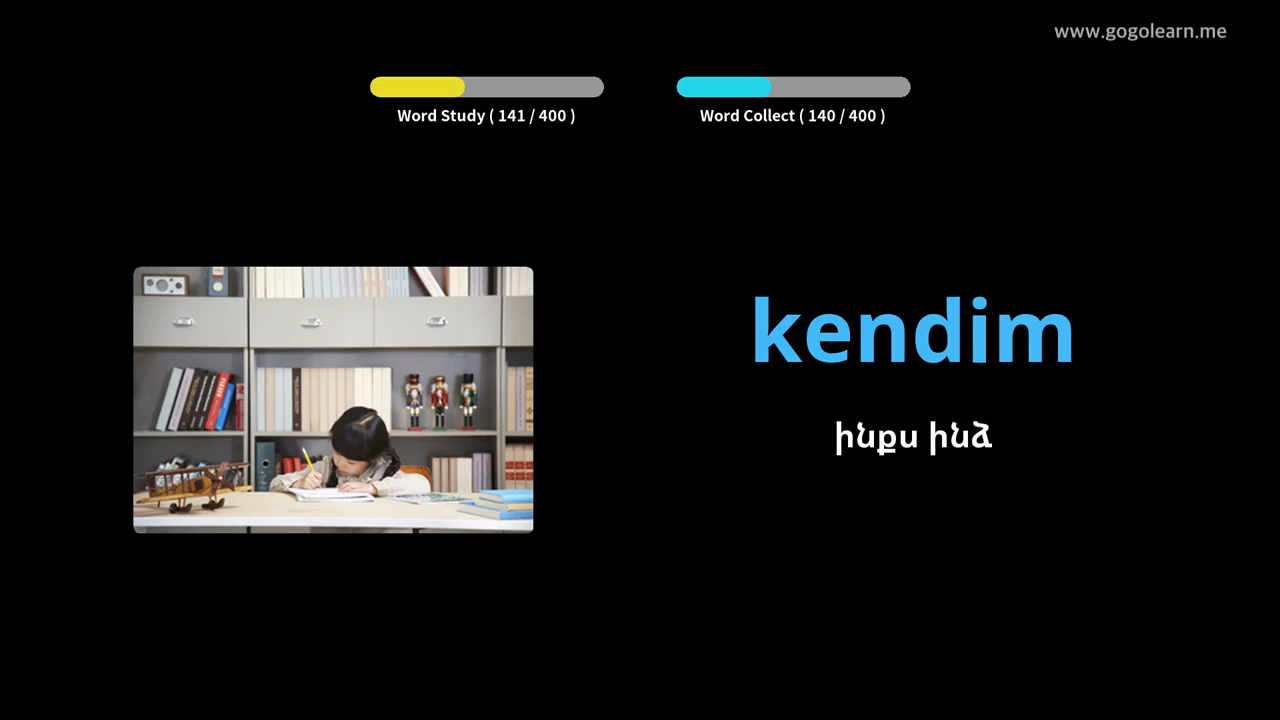 www.gogolearn.me
Word Study ( 141 / 400 )
Word Collect ( 140 / 400 )
kendim
ինքս ինձ